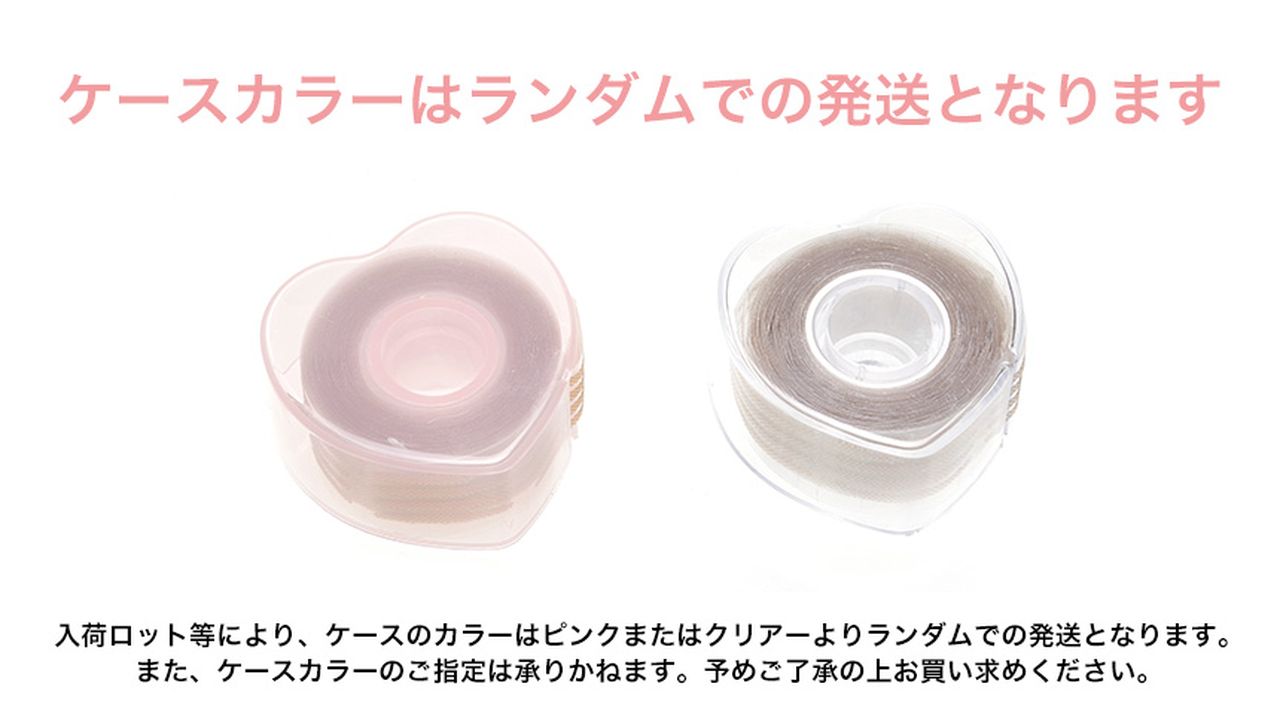 ケースカラーはランダムでの発送となります
入荷ロット等により、ケースのカラーはピンクまたはクリアーよりランダムでの発送となります。
また、ケースカラーのご指定は承りかねます。予めご了承の上お買い求めください。